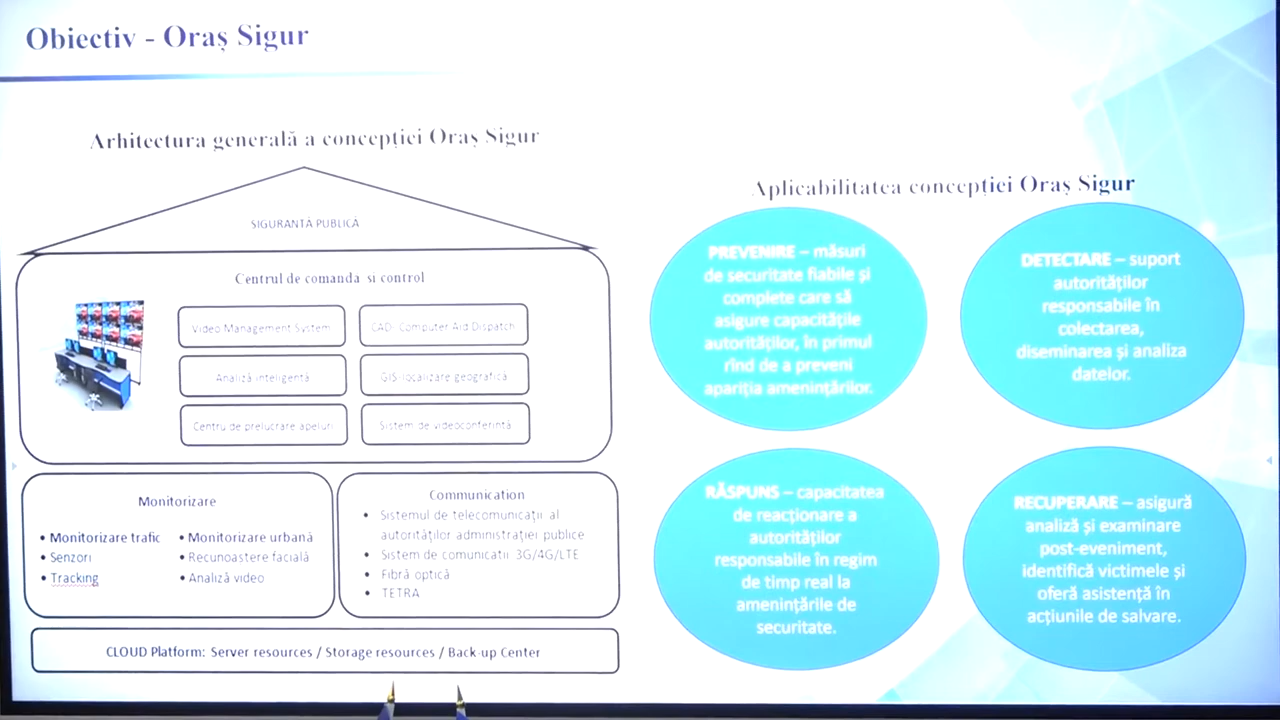 Obiectiv - Oraș Sigur
Arhitectura generală a concepției Oraș Sigur
SIGURANȚĂ PUBLICĂ
Centrul de comanda si control
Video Management System
CAD- Computer Aid Dispatch
Analiză inteligentă
GIS-localizare geografică
Centru de prelucrare apeluri
Sistem de videoconferință
Monitorizare
• Monitorizare trafic
• Senzori
• Tracking
• Monitorizare urbană
• Recunoastere facială
• Analiză video
Communication
• Sistemul de telecomunicații al
autorităților administrației publice
• Sistem de comunicatii 3G/4G/LTE
• Fibră optică
• TETRA
CLOUD Platform: Server resources / Storage resources / Back-up Center
Aplicabilitatea concepției Oraș Sigur
PREVENIRE – măsuri
de securitate fiabile și
complete care să
asigure capacitățile
autorităților, în primul
rînd de a preveni
apariția amenințărilor.
DETECTARE – suport
autorităților
responsabile în
colectarea,
diseminarea și analiza
datelor.
RĂSPUNS – capacitatea
de reacționare a
autorităților
responsabile în regim
de timp real la
amenințările de
securitate.
RECUPERARE – asigură
analiză și examinare
post-eveniment,
identifică victimele și
oferă asistență în
acțiunile de salvare.